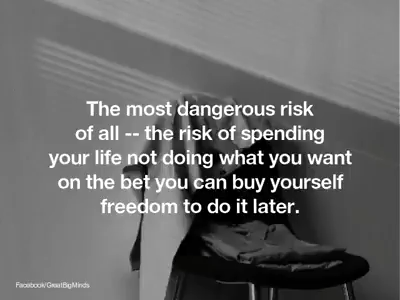 The most dangerous risk
of all -- the risk of spending
your life not doing what you want
on the bet you can buy yourself
freedom to do it later.
Facebook/GreatBigMinds